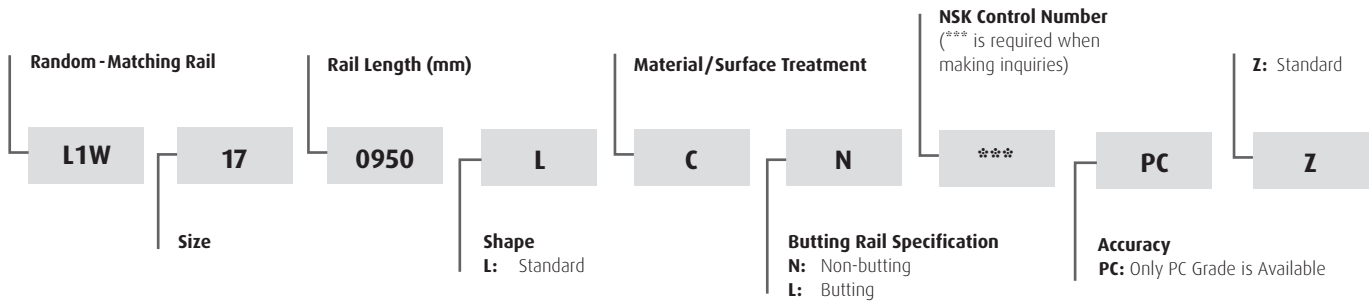 NSK Control Number
(*** is required when
making inquiries)
Random-Matching Rail
Rail Length (mm)
Material/Surface Treatment
Z: Standard
L1W
17
0950
L
C
N
***
PC
Z
Size
Shape
L: Standard
Butting Rail Specification
N: Non-butting
L: Butting
Accuracy
PC: Only PC Grade is Available